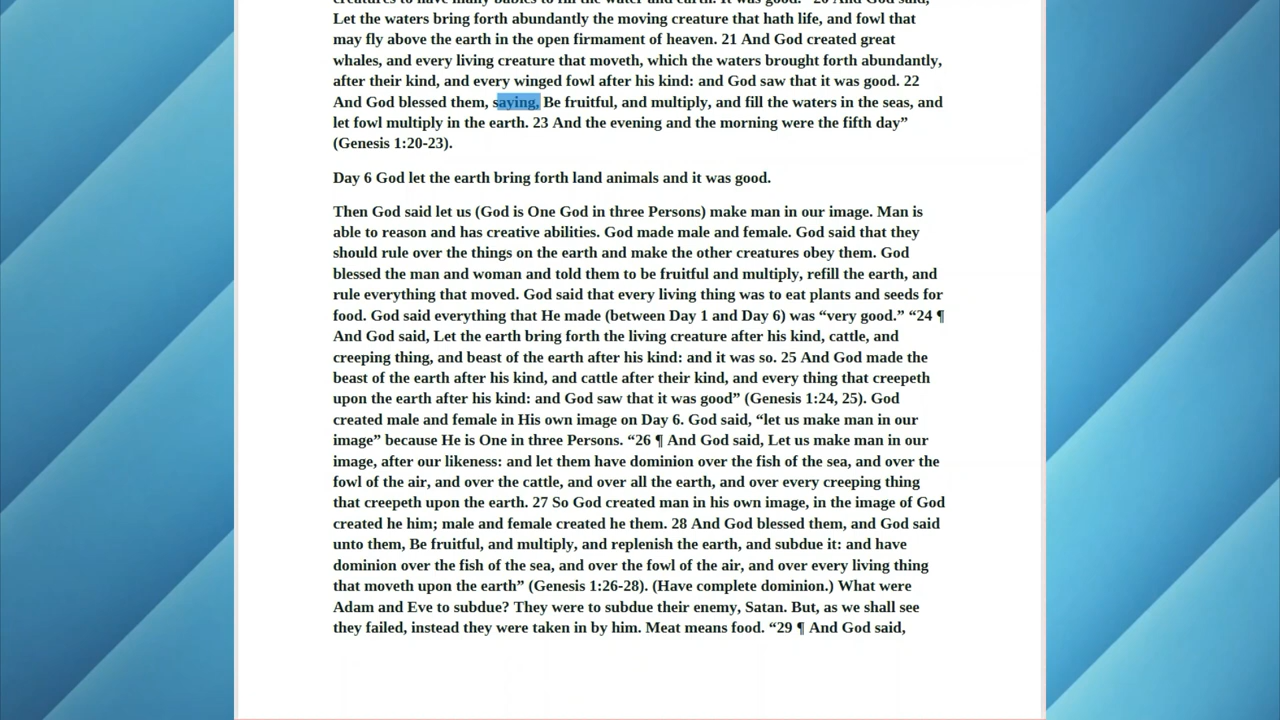 creatures to have many babies to fill the water and earth. It was good. “20 And God said,
Let the waters bring forth abundantly the moving creature that hath life, and fowl that
may fly above the earth in the open firmament of heaven. 21 And God created great
whales, and every living creature that moveth, which the waters brought forth abundantly,
after their kind, and every winged fowl after his kind: and God saw that it was good. 22
And God blessed them, saying, Be fruitful, and multiply, and fill the waters in the seas, and
let fowl multiply in the earth. 23 And the evening and the morning were the fifth day”
(Genesis 1:20-23).
Day 6 God let the earth bring forth land animals and it was good.
Then God said let us (God is One God in three Persons) make man in our image. Man is
able to reason and has creative abilities. God made male and female. God said that they
should rule over the things on the earth and make the other creatures obey them. God
blessed the man and woman and told them to be fruitful and multiply, refill the earth, and
rule everything that moved. God said that every living thing was to eat plants and seeds for
food. God said everything that He made (between Day 1 and Day 6) was “very good.” “24 ¶
And God said, Let the earth bring forth the living creature after his kind, cattle, and
creeping thing, and beast of the earth after his kind: and it was so. 25 And God made the
beast of the earth after his kind, and cattle after their kind, and every thing that creepeth
upon the earth after his kind: and God saw that it was good” (Genesis 1:24, 25). God
created male and female in His own image on Day 6. God said, “let us make man in our
image” because He is One in three Persons. “26 ¶ And God said, Let us make man in our
image, after our likeness: and let them have dominion over the fish of the sea, and over the
fowl of the air, and over the cattle, and over all the earth, and over every creeping thing
that creepeth upon the earth. 27 So God created man in his own image, in the image of God
created he him; male and female created he them. 28 And God blessed them, and God said
unto them, Be fruitful, and multiply, and replenish the earth, and subdue it: and have
dominion over the fish of the sea, and over the fowl of the air, and over every living thing
that moveth upon the earth” (Genesis 1:26-28). (Have complete dominion.) What were
Adam and Eve to subdue? They were to subdue their enemy, Satan. But, as we shall see
they failed, instead they were taken in by him. Meat means food. “29 ¶ And God said,